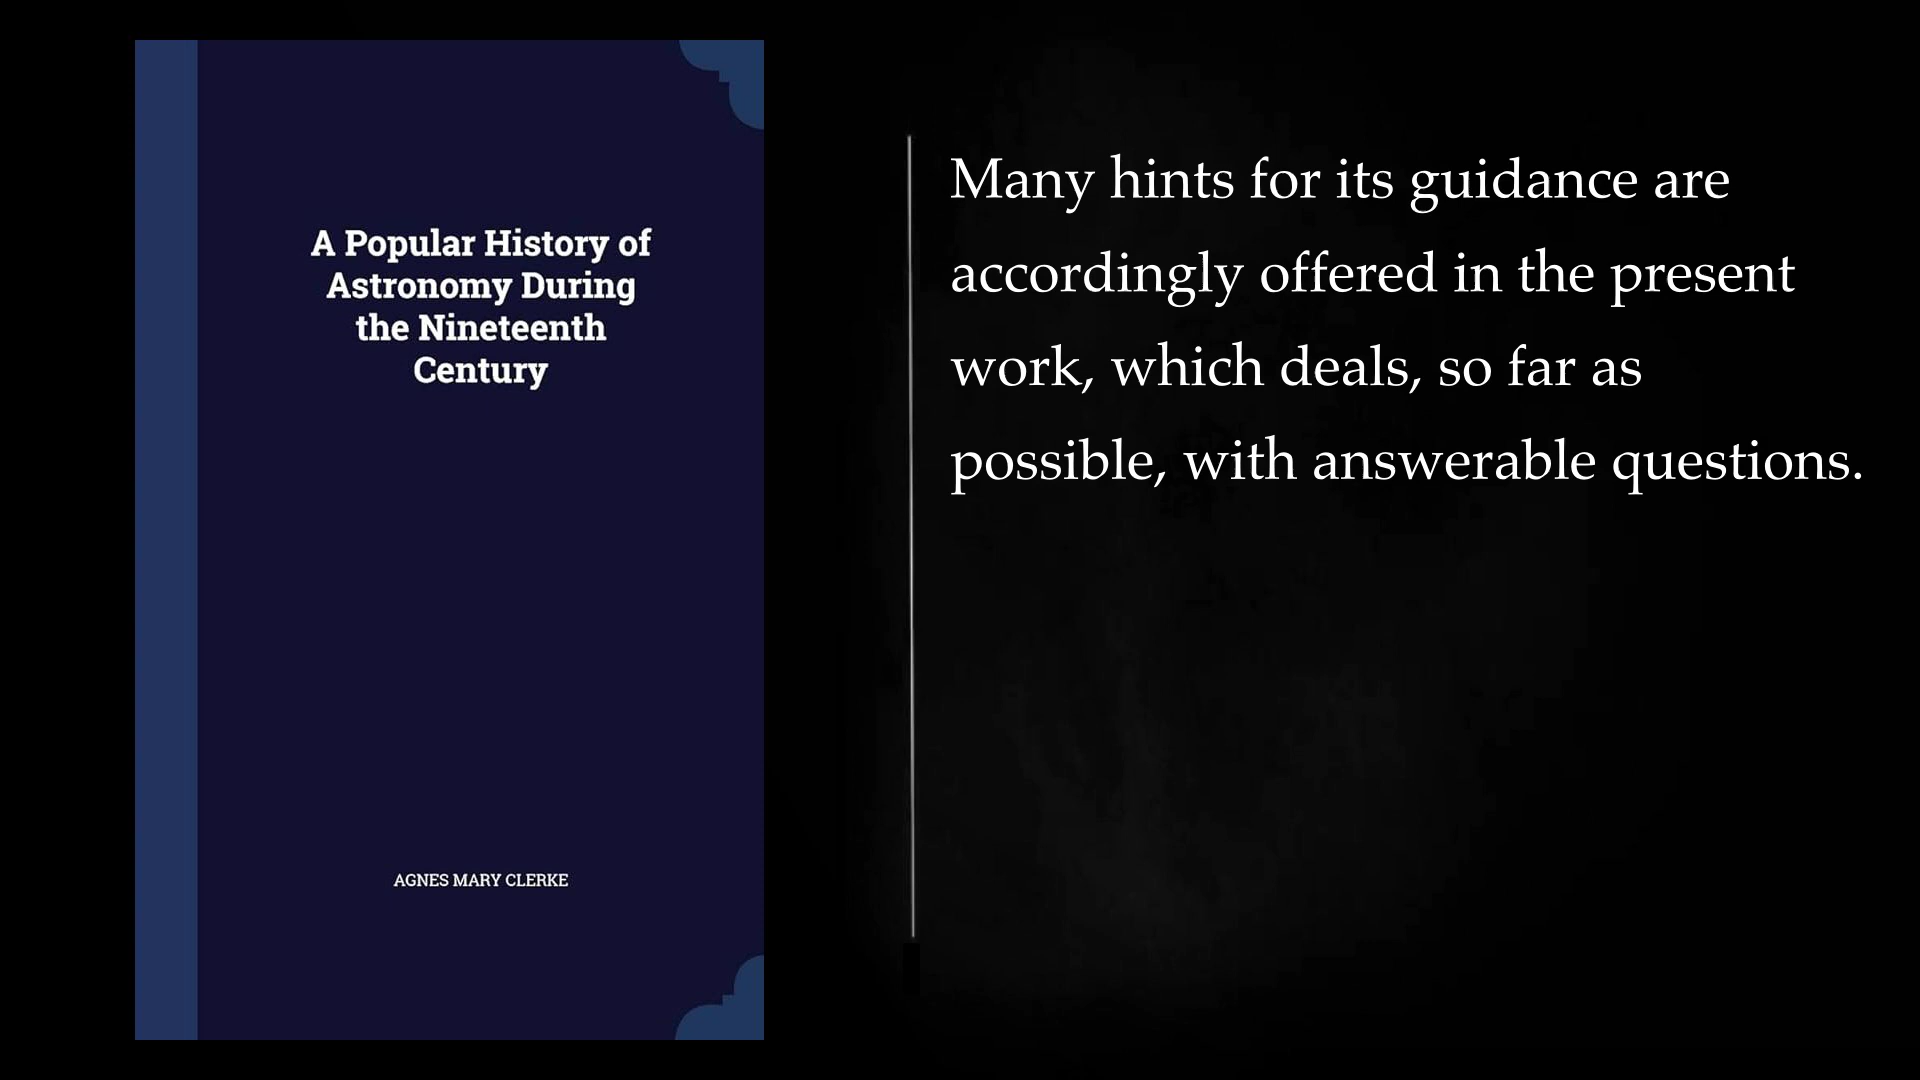 A Popular History of
Astronomy During
the Nineteenth
Century
AGNES MARY CLERKE
Many hints for its guidance are
accordingly offered in the present
work, which deals, so far as
possible, with answerable questions.